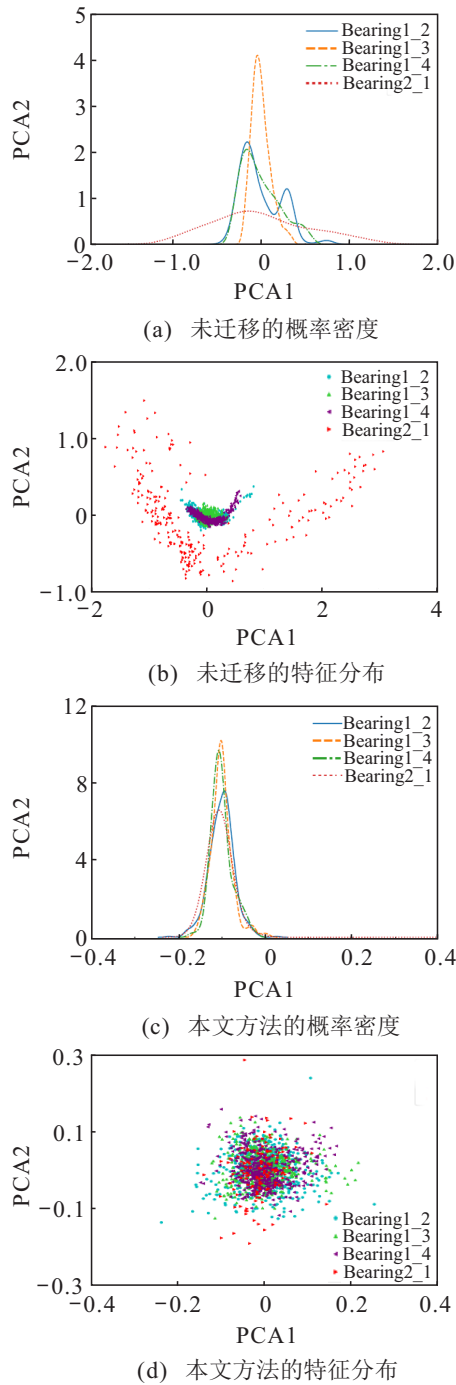 5
4
3
2
1
0
PCA2
Bearing1_2
Bearing1_3
Bearing1_4
Bearing2_1
−2.0 −1.0 0 1.0 2.0
PCA1
(a) 未迁移的概率密度
2.0
1.0
0
−1.0
PCA2
Bearing1_2
Bearing1_3
Bearing1_4
Bearing2_1
−2 0 2 4
PCA1
(b) 未迁移的特征分布
12
8
4
0
PCA2
Bearing1_2
Bearing1_3
Bearing1_4
Bearing2_1
−0.4 −0.2 0 0.2 0.4
PCA1
(c) 本文方法的概率密度
0.3
0.1
−0.1
−0.3
PCA2
Bearing1_2
Bearing1_3
Bearing1_4
Bearing2_1
−0.4 −0.2 0 0.2 0.4
PCA1
(d) 本文方法的特征分布